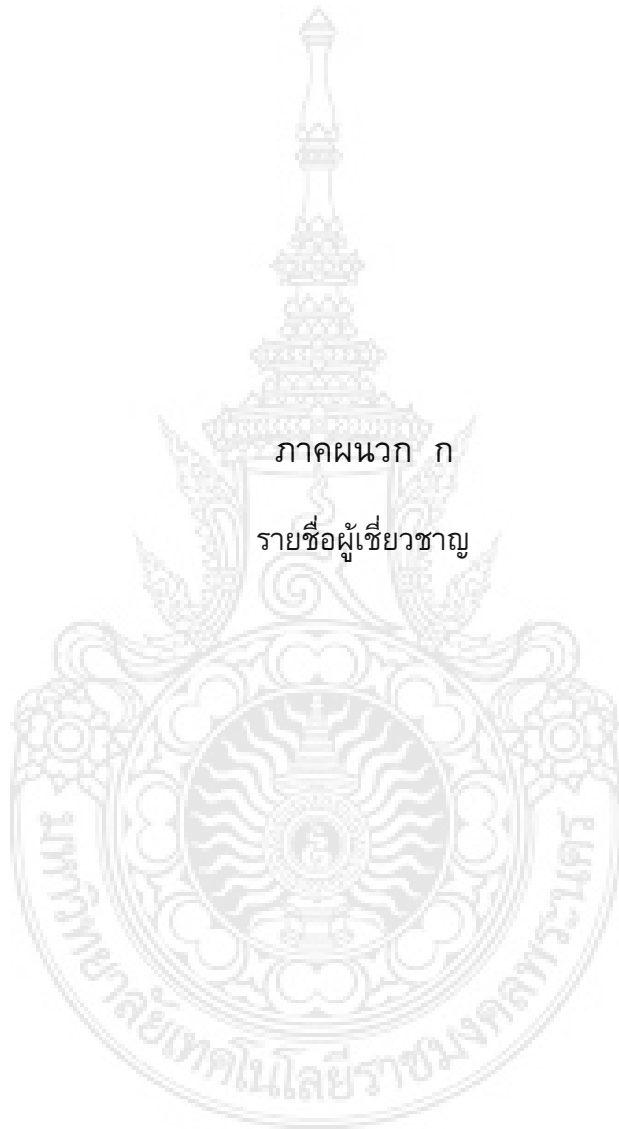 ภาคผนวก ก
รายชื่อผู้เชี่ยวชาญ
มหาวิทยาลัยเทคโนโลยีราชมงคลพระนคร